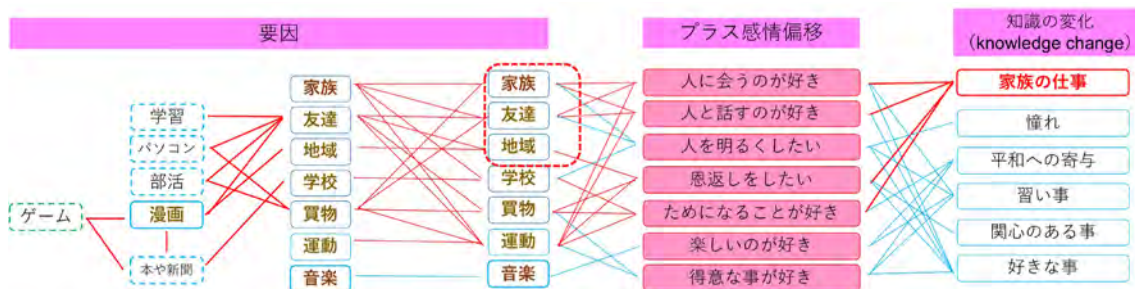 要因
プラス感情偏移
知識の変化
（knowledge change）
ゲーム
学習
パソコン
部活
漫画
本や新聞
家族
友達
地域
学校
買物
運動
音楽
家族
友達
地域
学校
買物
運動
音楽
人に会うのが好き
人と話すのが好き
人を明るくしたい
恩返しをしたい
ためになることが好き
楽しいのが好き
得意な事が好き
家族の仕事
憧れ
平和への寄与
習い事
関心のある事
好きな事